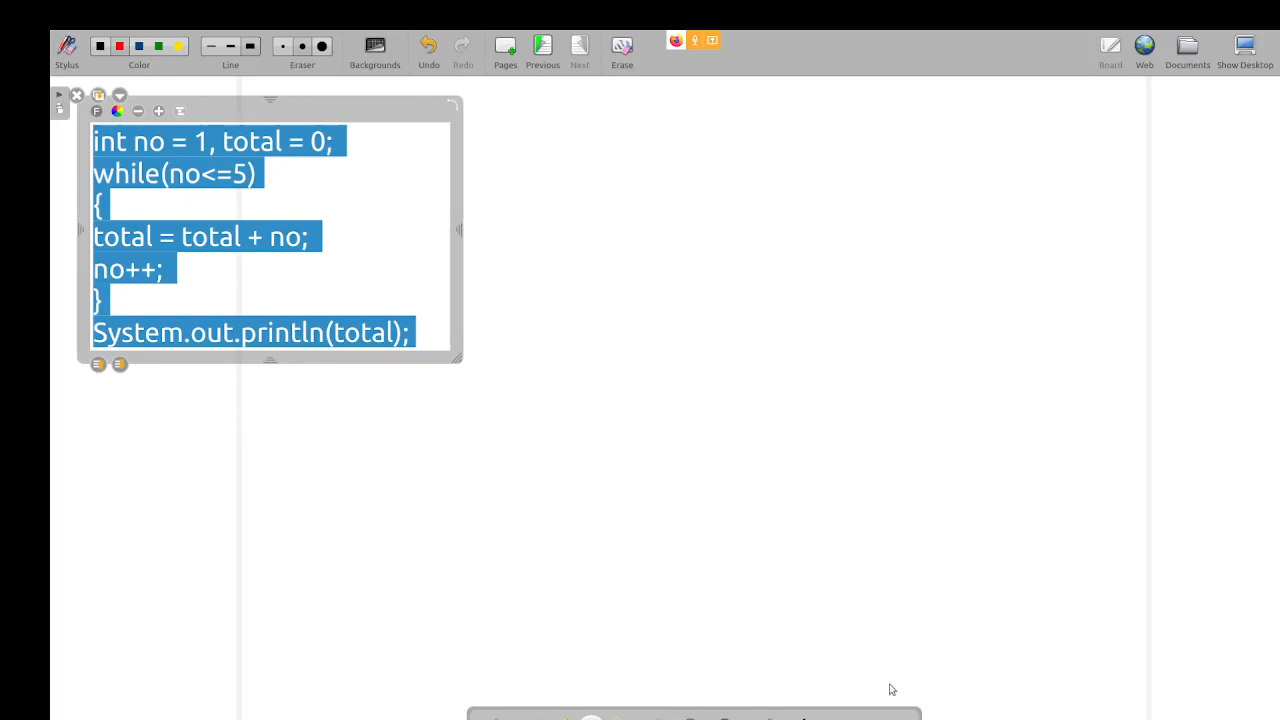 Stylus Color Line Eraser Backgrounds Undo Redo Pages Previous Next Erase Board Web Documents Show Desktop
F
int no = 1, total = 0;
while(no<=5)
{
total = total + no;
no++;
}
System.out.println(total);